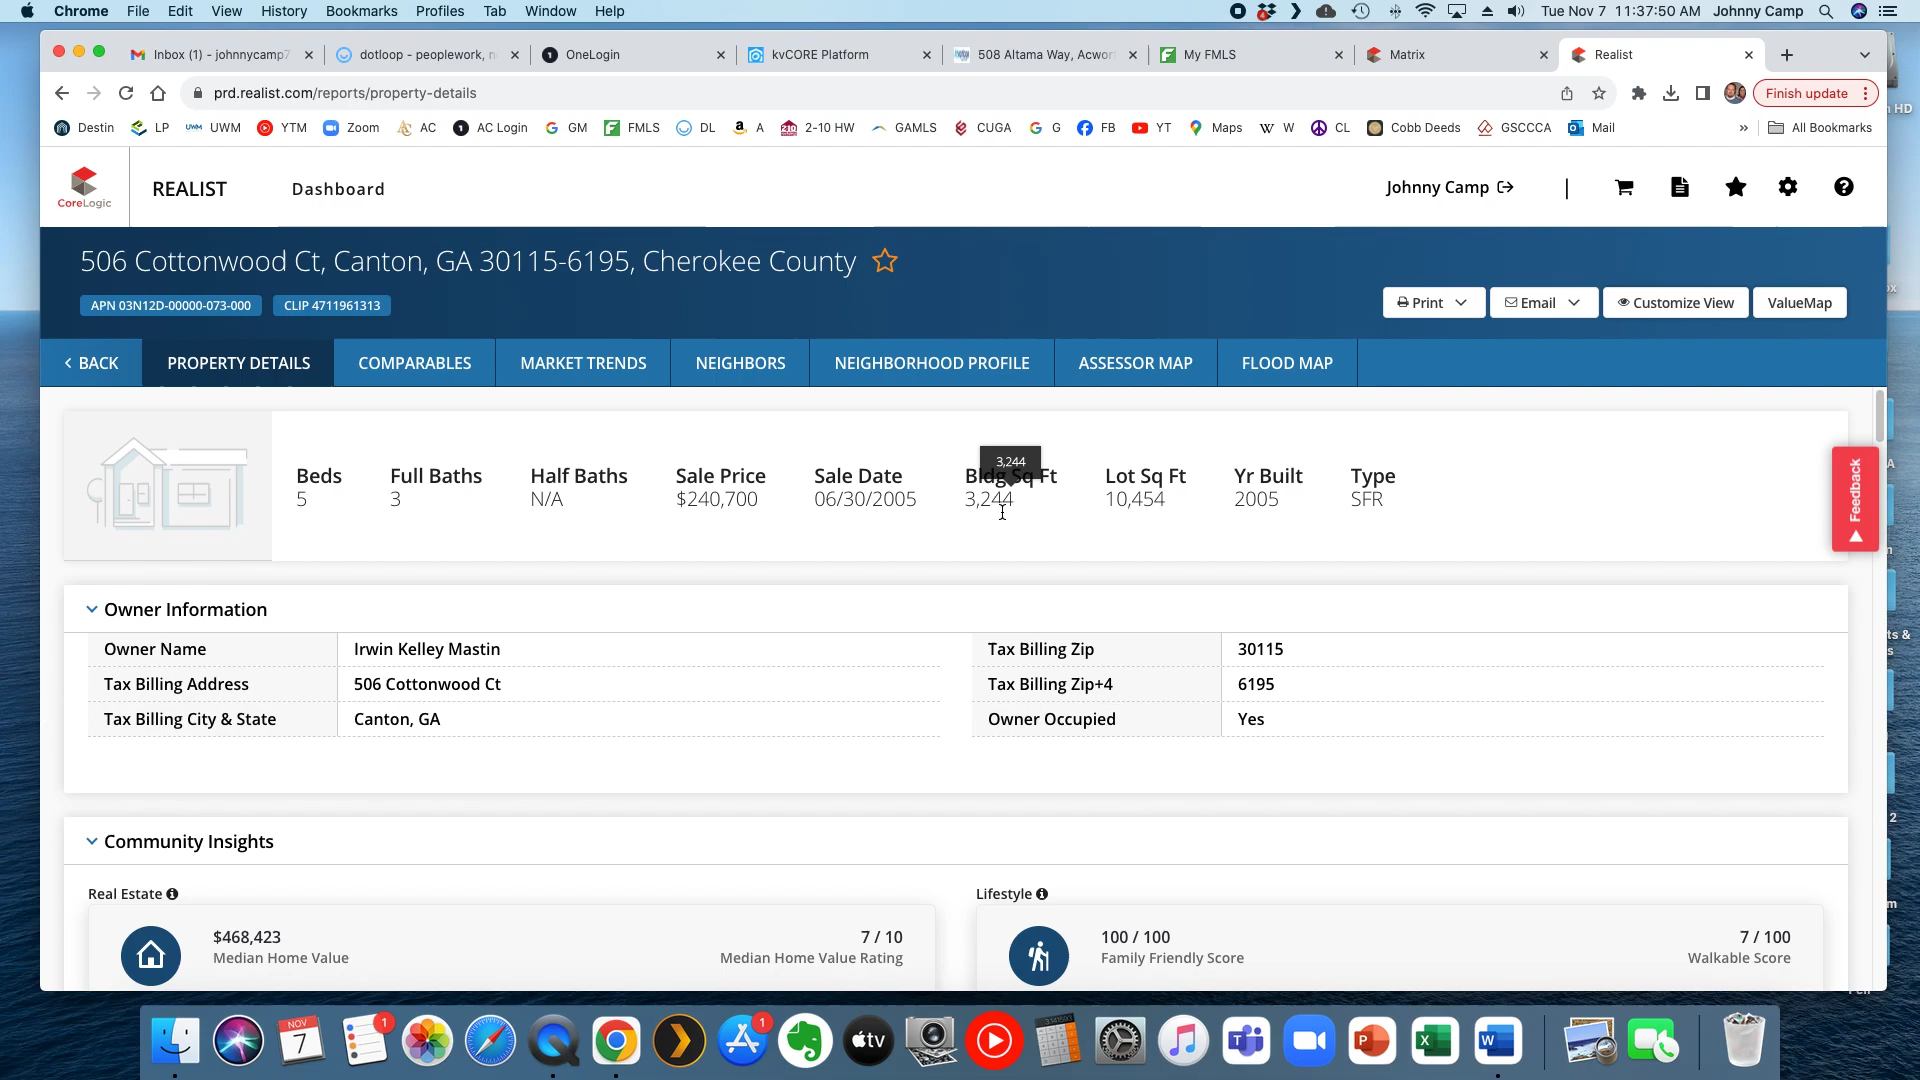 Chrome File Edit View History Bookmarks Profiles Tab Window Help Tue Nov 7 11:37:50 AM Johnny Camp
Inbox (1) - johnnycamp7 dotloop - peoplework, n OneLogin kvCORE Platform 508 Altama Way, Acwor My FMLS Matrix Realist
prd.realist.com/reports/property-details Finish update
Destin LP UWM YTM Zoom AC AC Login GM FMLS DL A 2-10 HW GAMLS CUGA G FB YT Maps W CL Cobb Deeds GSCCCA Mail » All Bookmarks
CoreLogic REALIST Dashboard Johnny Camp
506 Cottonwood Ct, Canton, GA 30115-6195, Cherokee County
APN 03N12D-00000-073-000 CLIP 4711961313 Print Email Customize View ValueMap
BACK PROPERTY DETAILS COMPARABLES MARKET TRENDS NEIGHBORS NEIGHBORHOOD PROFILE ASSESSOR MAP FLOOD MAP
3,244
Beds Full Baths Half Baths Sale Price Sale Date Bldg Sq Ft Lot Sq Ft Yr Built Type
5 3 N/A $240,700 06/30/2005 3,244 10,454 2005 SFR
Feedback
Owner Information
Owner Name Irwin Kelley Mastin Tax Billing Zip 30115
Tax Billing Address 506 Cottonwood Ct Tax Billing Zip+4 6195
Tax Billing City & State Canton, GA Owner Occupied Yes
Community Insights
Real Estate Lifestyle
$468,423 7 / 10 100 / 100 7 / 100
Median Home Value Median Home Value Rating Family Friendly Score Walkable Score
NOV
7 1 1 tv